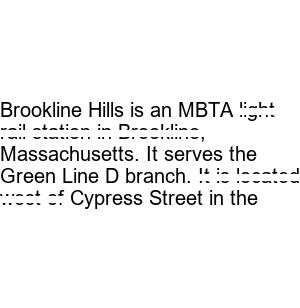 Brookline Hills is an MBTA light
rail station in Brookline,
Massachusetts. It serves the
Green Line D branch. It is located
west of Cypress Street in the